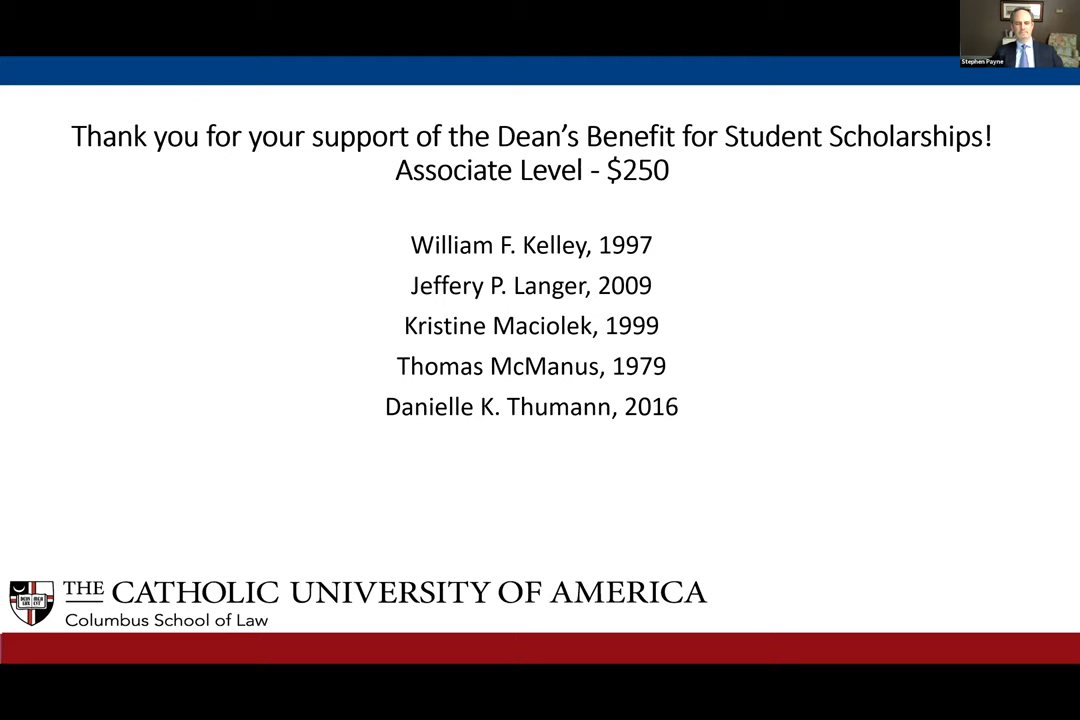 Stephen Payne
Thank you for your support of the Dean's Benefit for Student Scholarships!
Associate Level - $250
William F. Kelley, 1997
Jeffery P. Langer, 2009
Kristine Maciolek, 1999
Thomas McManus, 1979
Danielle K. Thumann, 2016
THE CATHOLIC UNIVERSITY OF AMERICA
Columbus School of Law